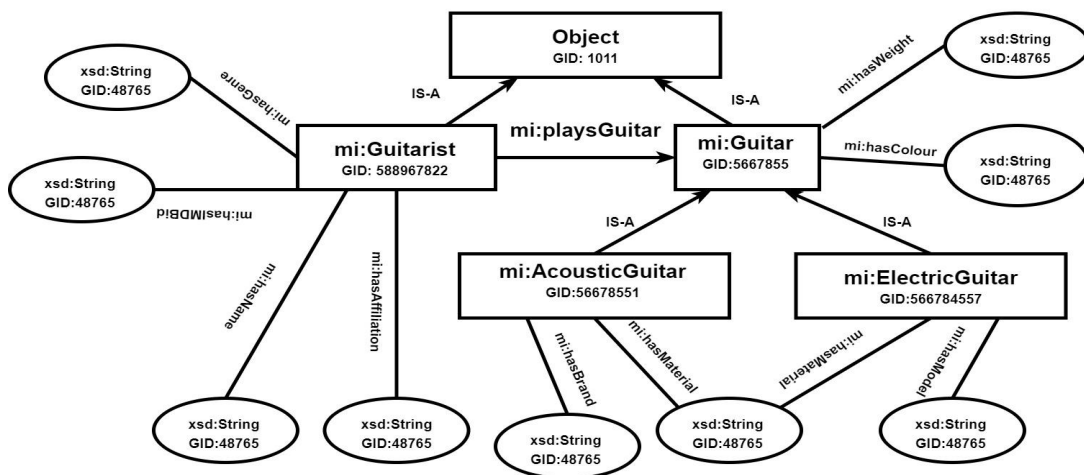 Object
GID: 1011
xsd:String
GID:48765
mi:hasGenre
IS-A
IS-A
mi:hasWeight
xsd:String
GID:48765
mi:Guitarist
GID: 588967822
mi:playsGuitar
mi:Guitar
GID:5667855
mi:hasColour
xsd:String
GID:48765
xsd:String
GID:48765
mi:hasIMDBid
IS-A
IS-A
mi:hasName
mi:hasAffiliation
mi:AcousticGuitar
GID:56678551
mi:ElectricGuitar
GID:566784557
mi:hasBrand
mi:hasMaterial
mi:hasMaterial
mi:hasModel
xsd:String
GID:48765
xsd:String
GID:48765
xsd:String
GID:48765
xsd:String
GID:48765
xsd:String
GID:48765